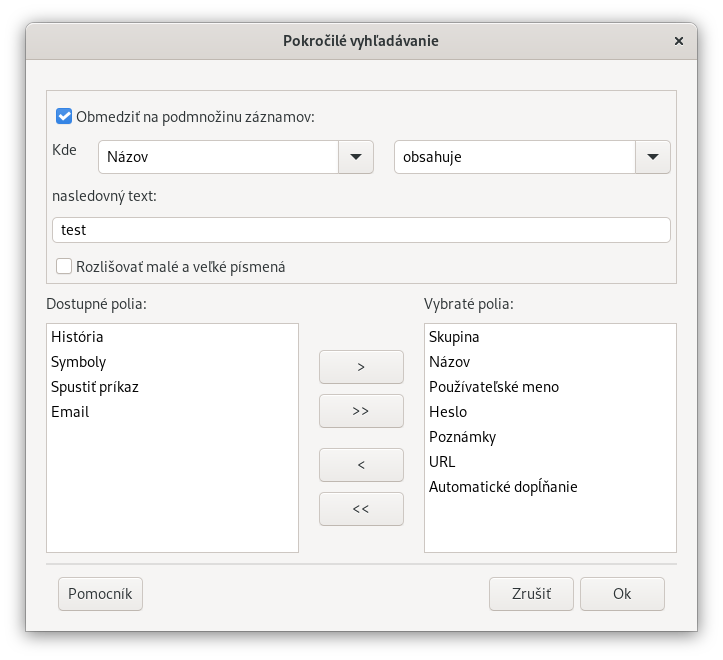 Pokročilé vyhľadávanie
Obmedziť na podmnožinu záznamov:
Kde Názov obsahuje
nasledovný text:
test
Rozlišovať malé a veľké písmená
Dostupné polia:
História
Symboly
Spustiť príkaz
Email
>
>>
<
<<
Vybraté polia:
Skupina
Názov
Používateľské meno
Heslo
Poznámky
URL
Automatické dopĺňanie
Pomocník Zrušiť Ok